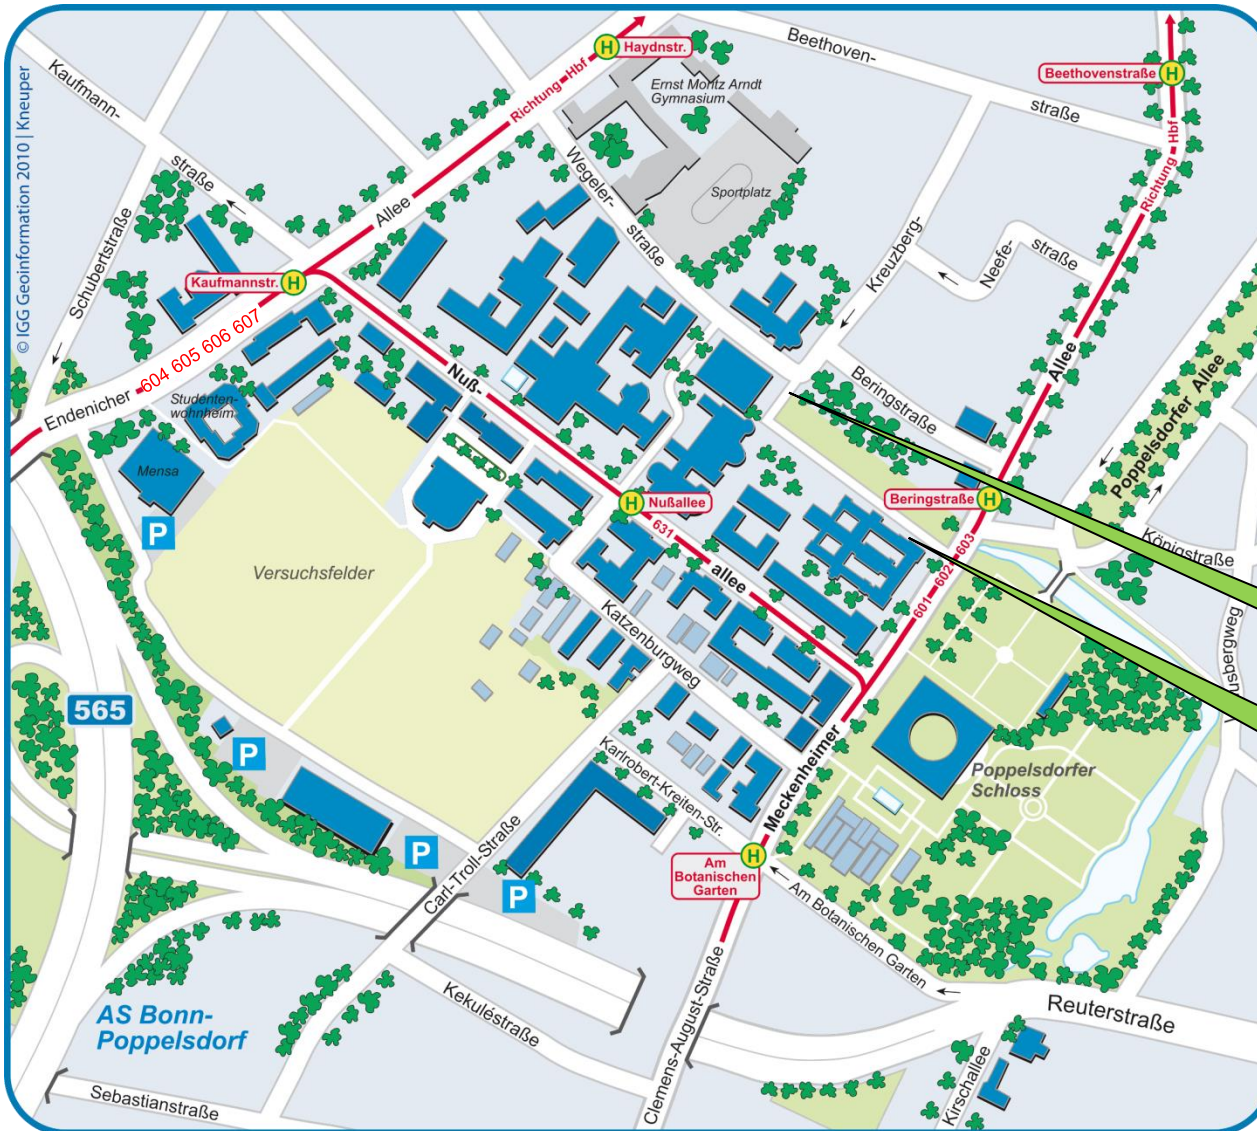 © IGG Geoinformation 2010 | Kneuper
Kaufmann-
straße
Schubertstraße
Richtung Hbf
H Haydnstr.
Ernst Moritz Arndt
Gymnasium
Sportplatz
Beethoven-
straße
Beethovenstraße H
Richtung Hbf
Wegeler-
straße
Kreuzberg-
Neefe-
straße
Allee
Kaufmannstr. H
604 605 606 607
Endenicher
Studenten-
wohnheim
Mensa
P
Nuß-
Beringstraße
Allee
Poppelsdorfer Allee
H Nußallee
Beringstraße H
Königstraße
631
allee
601 602 603
Versuchsfelder
Katzenburgweg
565
P
Karlrobert-Kreiten-Str.
Meckenheimer
Poppelsdorfer
Schloss
P
Carl-Troll-Straße
P
H
Am
Botanischen
Garten
Am Botanischen Garten
Reuterstraße
AS Bonn-
Poppelsdorf
Kekuléstraße
Clemens-August-Straße
Kirschallee
Sebastianstraße